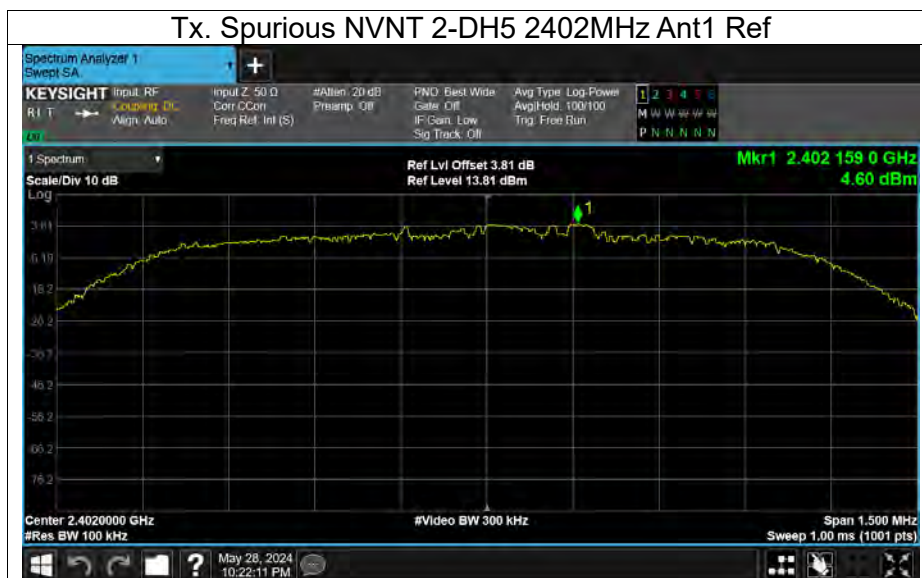 Tx. Spurious NVNT 2-DH5 2402MHz Ant1 Ref
Spectrum Analyzer 1
Swept SA
+
KEYSIGHT Input: RF Input Z: 50 Ω #Atten: 20 dB PNO: Best Wide Avg Type: Log-Power 1 2 3 4 5 6
Coupling: DC Corr CCorr Preamp: Off Gate: Off Avg|Hold: 100/100 M W W W W W
Align: Auto Freq Ref: Int (S) IF Gain: Low Trig: Free Run
Sig Track: Off P N N N N N N
1 Spectrum
Ref Lvl Offset 3.81 dB
Mkr1 2.402 159 0 GHz
Scale/Div 10 dB
Ref Level 13.81 dBm
4.60 dBm
Log
1
3.81
-6.19
-16.2
-26.2
-36.2
-46.2
-56.2
-66.2
-76.2
Center 2.4020000 GHz
#Video BW 300 kHz
Span 1.500 MHz
#Res BW 100 kHz
Sweep 1.00 ms (1001 pts)
?
May 28, 2024
10:22:11 PM